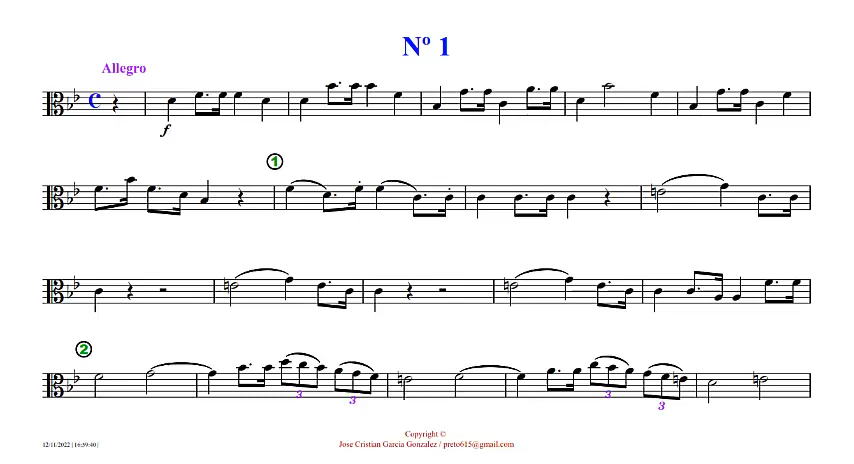 Nº 1
Allegro
C
f
1
2
3 3 3 3
Copyright ©
12/11/2022 [16:59:40] Jose Cristian Garcia Gonzalez / preto615@gmail.com